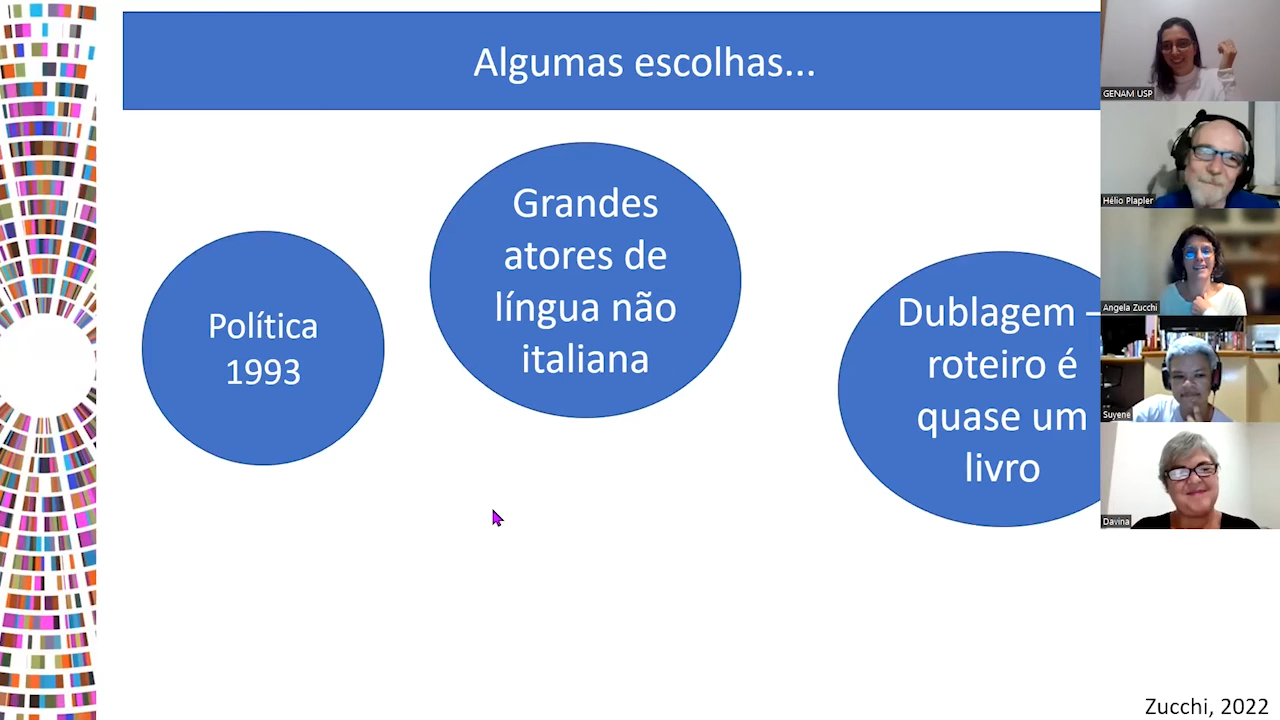 Algumas escolhas...
Política
1993
Grandes
atores de
língua não
italiana
Dublagem –
roteiro é
quase um
livro
GENAM USP
Hélio Plapler
Angela Zucchi
Suyene
Davina
Zucchi, 2022